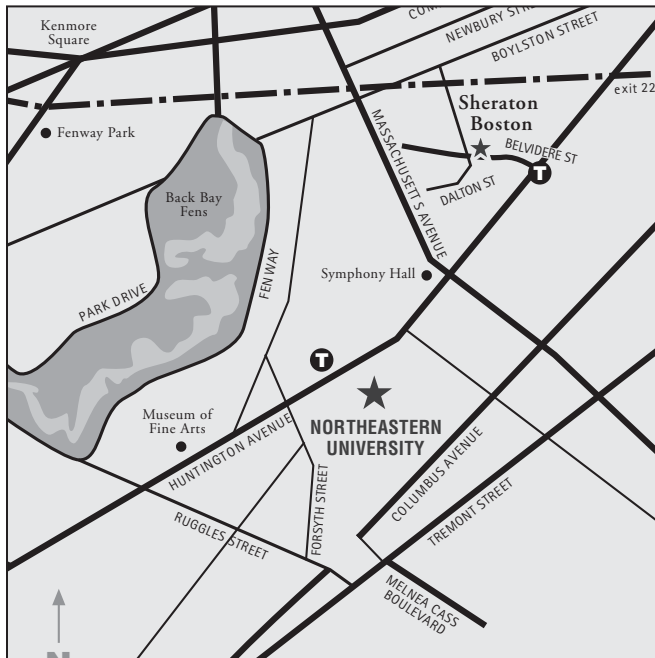 Kenmore
Square
NEWBURY STRE
BOYLSTON STREET
exit 22
Fenway Park
Sheraton
Boston
BELVIDERE ST
T
DALTON ST
MASSACHUSETTS AVENUE
Back Bay
Fens
FENWAY
PARK DRIVE
Symphony Hall
T
NORTHEASTERN
UNIVERSITY
Museum of
Fine Arts
HUNTINGTON AVENUE
FORSYTH STREET
RUGGLES STREET
COLUMBUS AVENUE
TREMONT STREET
MELNEA CASS
BOULEVARD
N